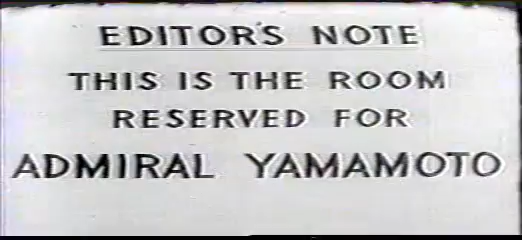 EDITOR'S NOTE
THIS IS THE ROOM
RESERVED FOR
ADMIRAL YAMAMOTO